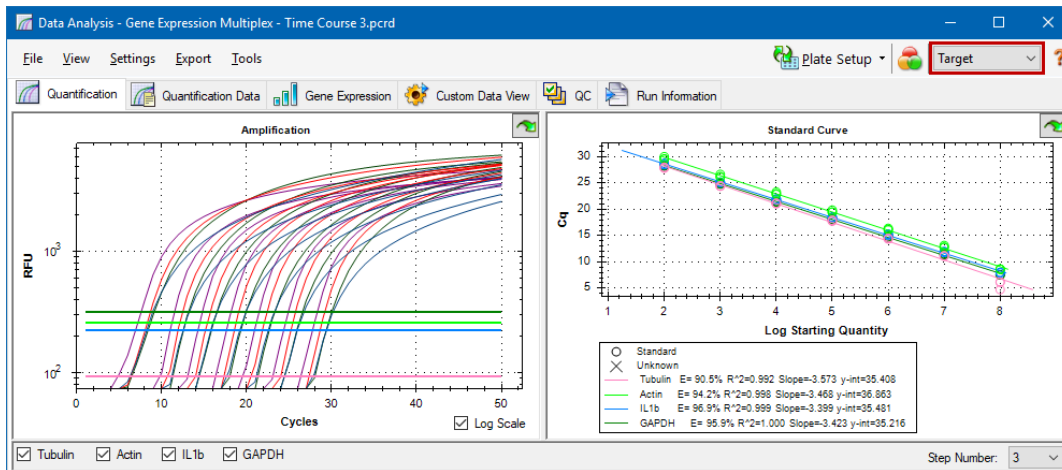 Data Analysis - Gene Expression Multiplex - Time Course 3.pcrd
File View Settings Export Tools
Plate Setup
Target
?
Quantification
Quantification Data
Gene Expression
Custom Data View
QC
Run Information
Amplification
RFU
10^3
10^2
0 10 20 30 40 50
Cycles
Log Scale
Standard Curve
Cq
30
25
20
15
10
5
1 2 3 4 5 6 7 8
Log Starting Quantity
Standard
Unknown
Tubulin E= 90.5% R^2=0.992 Slope=-3.573 y-int=35.408
Actin E= 94.2% R^2=0.998 Slope=-3.468 y-int=36.863
IL1b E= 96.9% R^2=0.999 Slope=-3.399 y-int=35.481
GAPDH E= 95.9% R^2=1.000 Slope=-3.423 y-int=35.216
Tubulin Actin IL1b GAPDH
Step Number: 3